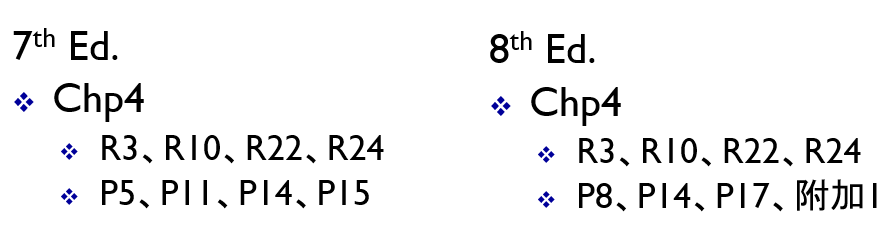 7th Ed.
Chp4
R3、R10、R22、R24
P5、P11、P14、P15
8th Ed.
Chp4
R3、R10、R22、R24
P8、P14、P17、附加1